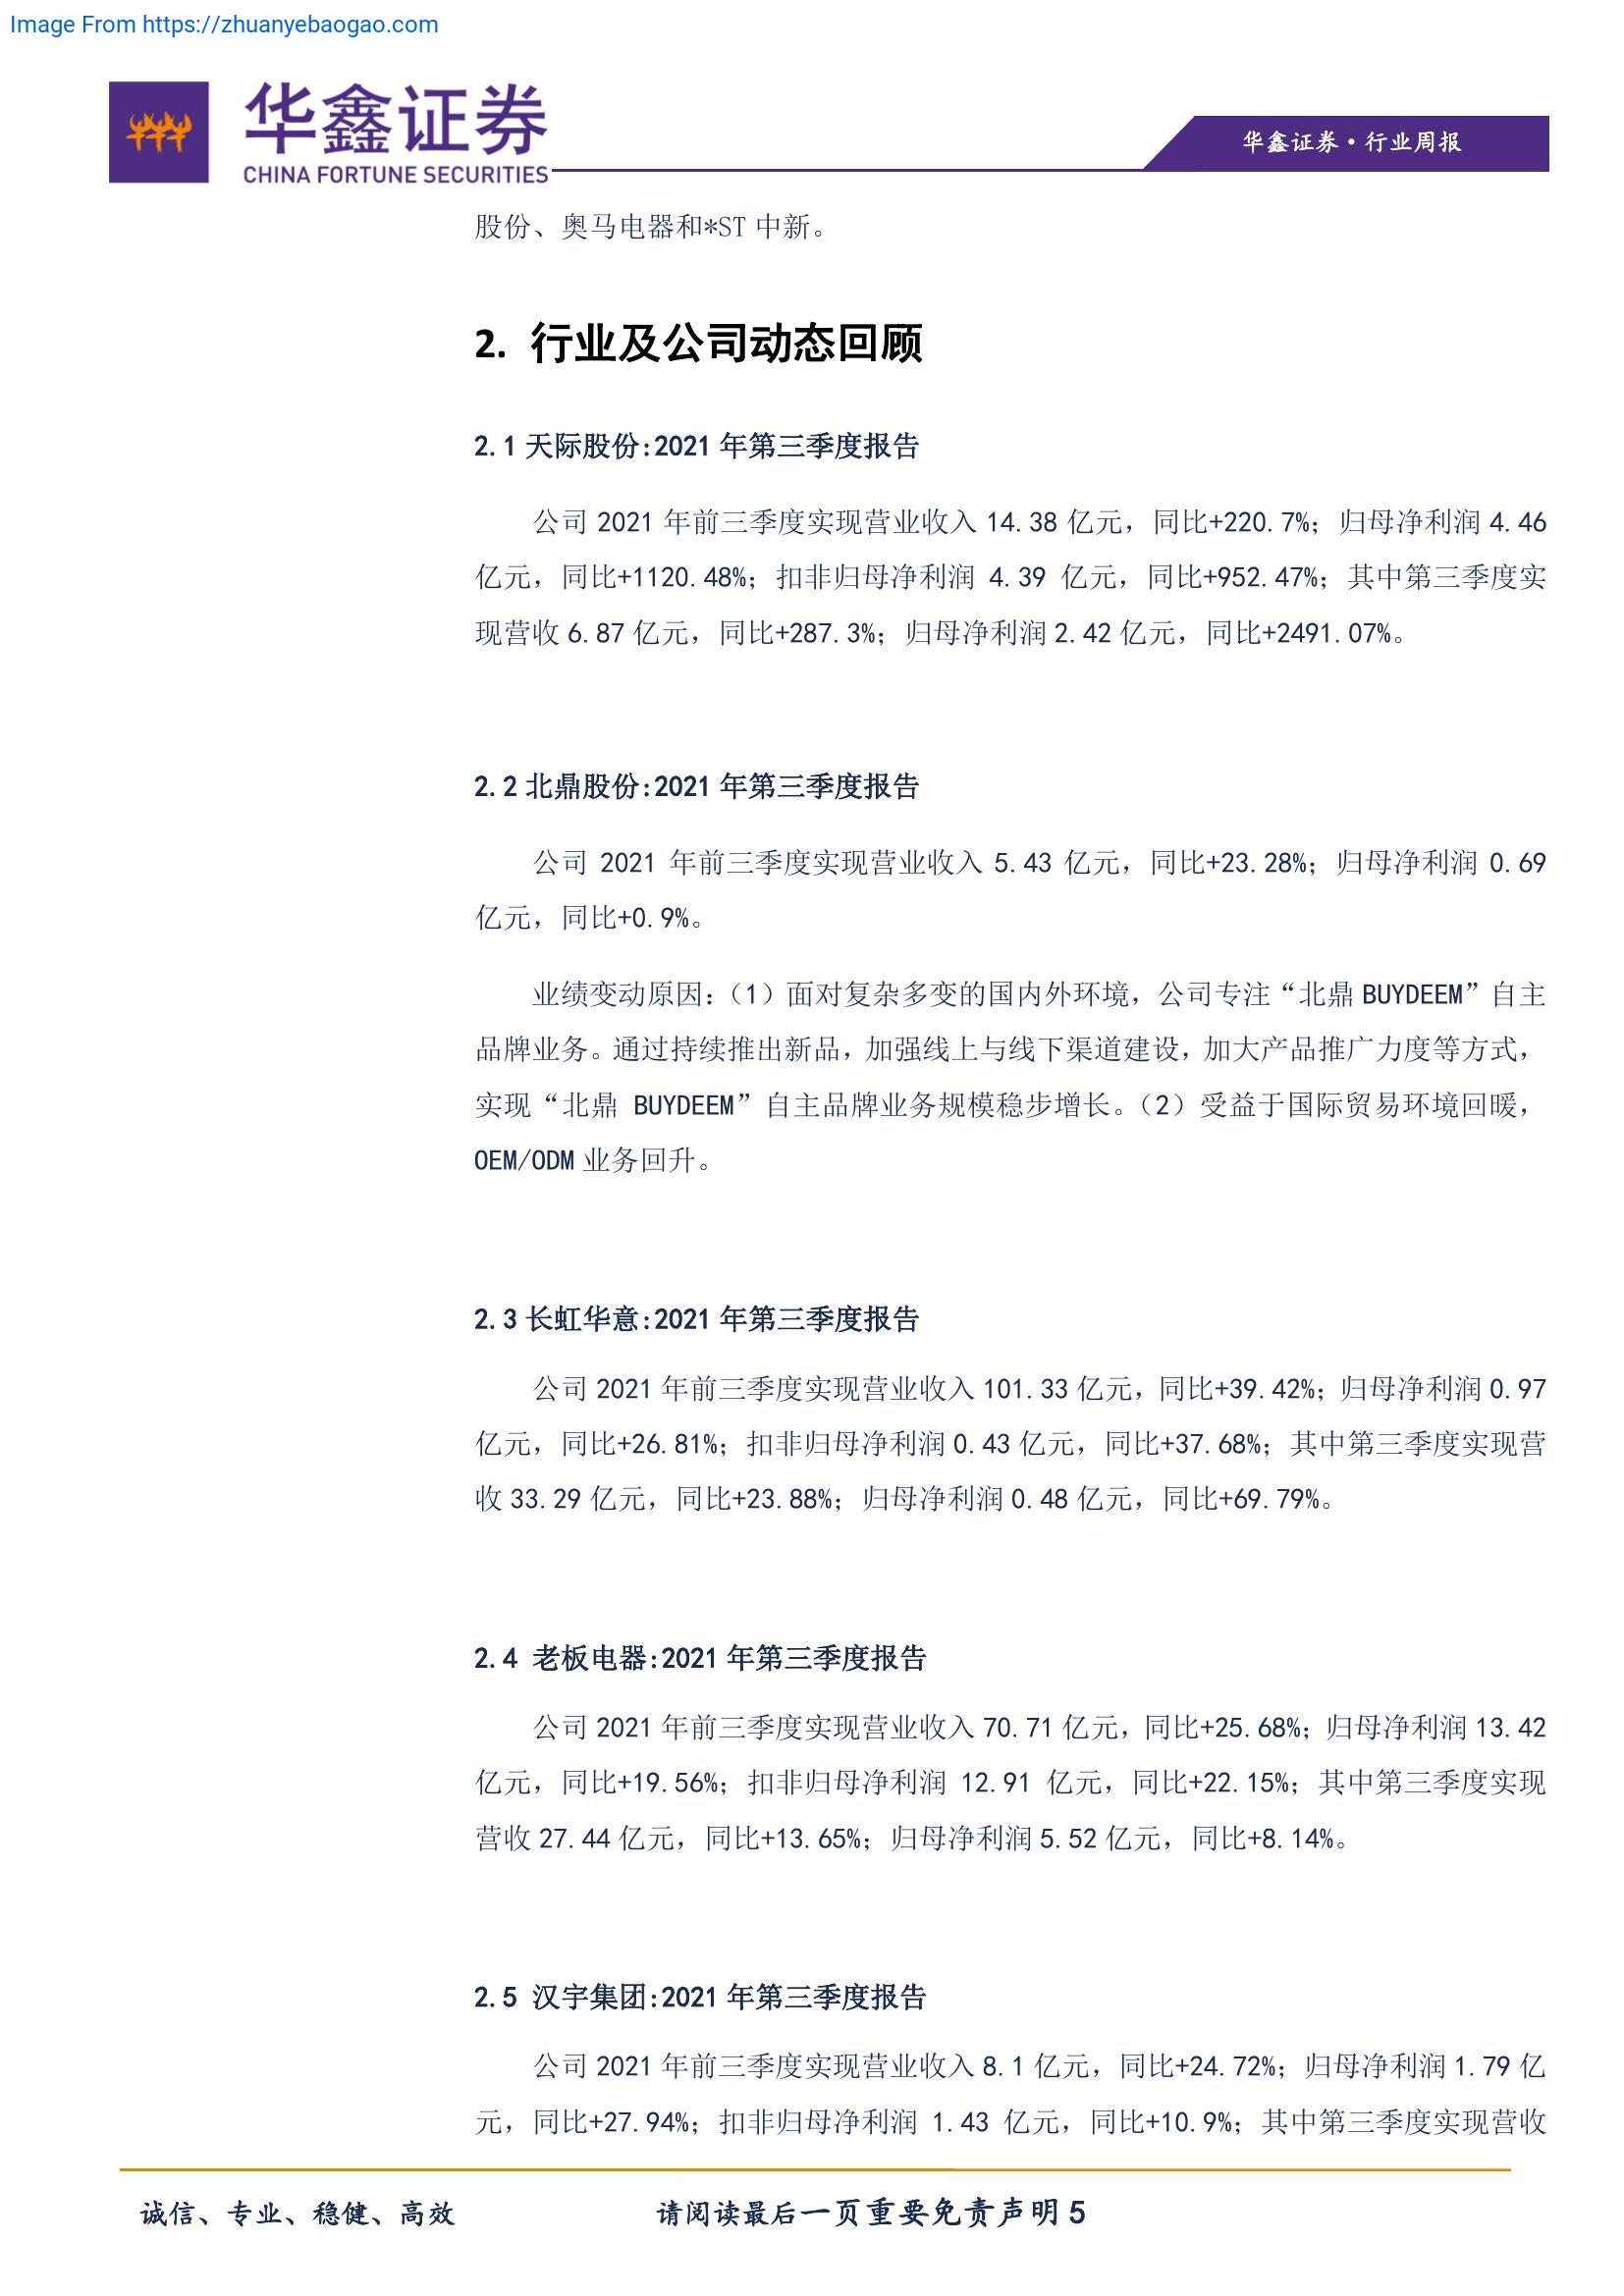 Image From https://zhuanyebaogao.com
华鑫证券
CHINA FORTUNE SECURITIES
华鑫证券·行业周报
股份、奥马电器和*ST 中新。
2. 行业及公司动态回顾
2.1 天际股份:2021 年第三季度报告
公司 2021 年前三季度实现营业收入 14.38 亿元，同比+220.7%；归母净利润 4.46
亿元，同比+1120.48%；扣非归母净利润 4.39 亿元，同比+952.47%；其中第三季度实
现营收 6.87 亿元，同比+287.3%；归母净利润 2.42 亿元，同比+2491.07%。
2.2 北鼎股份:2021 年第三季度报告
公司 2021 年前三季度实现营业收入 5.43 亿元，同比+23.28%；归母净利润 0.69
亿元，同比+0.9%。
业绩变动原因：（1）面对复杂多变的国内外环境，公司专注“北鼎 BUYDEEM”自主
品牌业务。通过持续推出新品，加强线上与线下渠道建设，加大产品推广力度等方式，
实现“北鼎 BUYDEEM”自主品牌业务规模稳步增长。（2）受益于国际贸易环境回暖，
OEM/ODM 业务回升。
2.3 长虹华意:2021 年第三季度报告
公司 2021 年前三季度实现营业收入 101.33 亿元，同比+39.42%；归母净利润 0.97
亿元，同比+26.81%；扣非归母净利润 0.43 亿元，同比+37.68%；其中第三季度实现营
收 33.29 亿元，同比+23.88%；归母净利润 0.48 亿元，同比+69.79%。
2.4 老板电器:2021 年第三季度报告
公司 2021 年前三季度实现营业收入 70.71 亿元，同比+25.68%；归母净利润 13.42
亿元，同比+19.56%；扣非归母净利润 12.91 亿元，同比+22.15%；其中第三季度实现
营收 27.44 亿元，同比+13.65%；归母净利润 5.52 亿元，同比+8.14%。
2.5 汉宇集团:2021 年第三季度报告
公司 2021 年前三季度实现营业收入 8.1 亿元，同比+24.72%；归母净利润 1.79 亿
元，同比+27.94%；扣非归母净利润 1.43 亿元，同比+10.9%；其中第三季度实现营收
诚信、专业、稳健、高效
请阅读最后一页重要免责声明 5